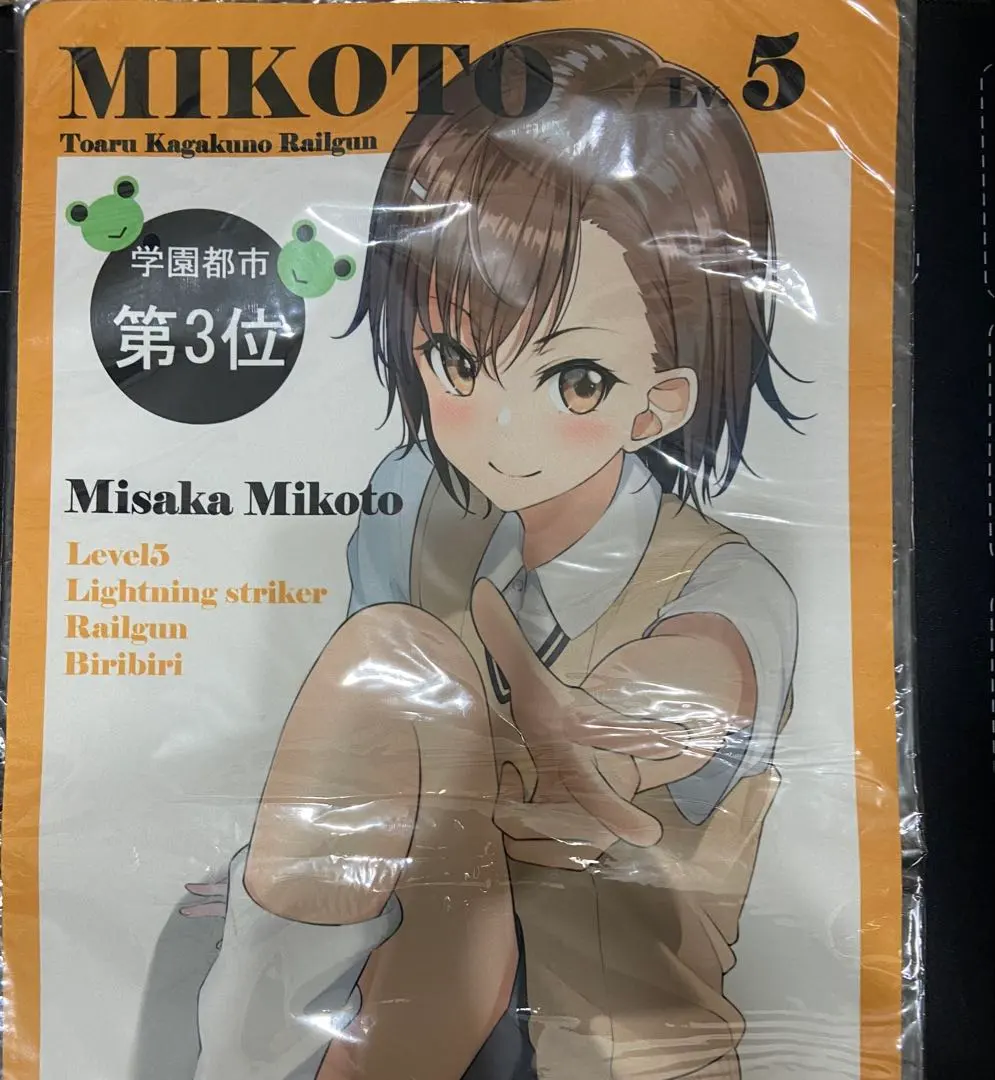 MIKOTO Lv. 5
Toaru Kagakuno Railgun
学園都市
第3位
Misaka Mikoto
Level5
Lightning striker
Railgun
Biribiri